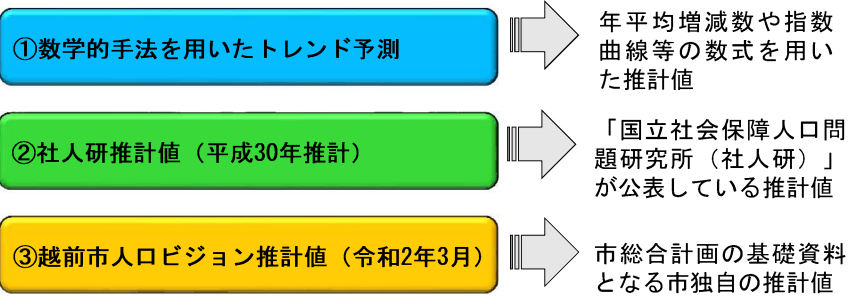 ①数学的手法を用いたトレンド予測
年平均増減数や指数
曲線等の数式を用い
た推計値
②社人研推計値（平成30年推計）
「国立社会保障人口問
題研究所（社人研）」
が公表している推計値
③越前市人口ビジョン推計値（令和2年3月）
市総合計画の基礎資料
となる市独自の推計値